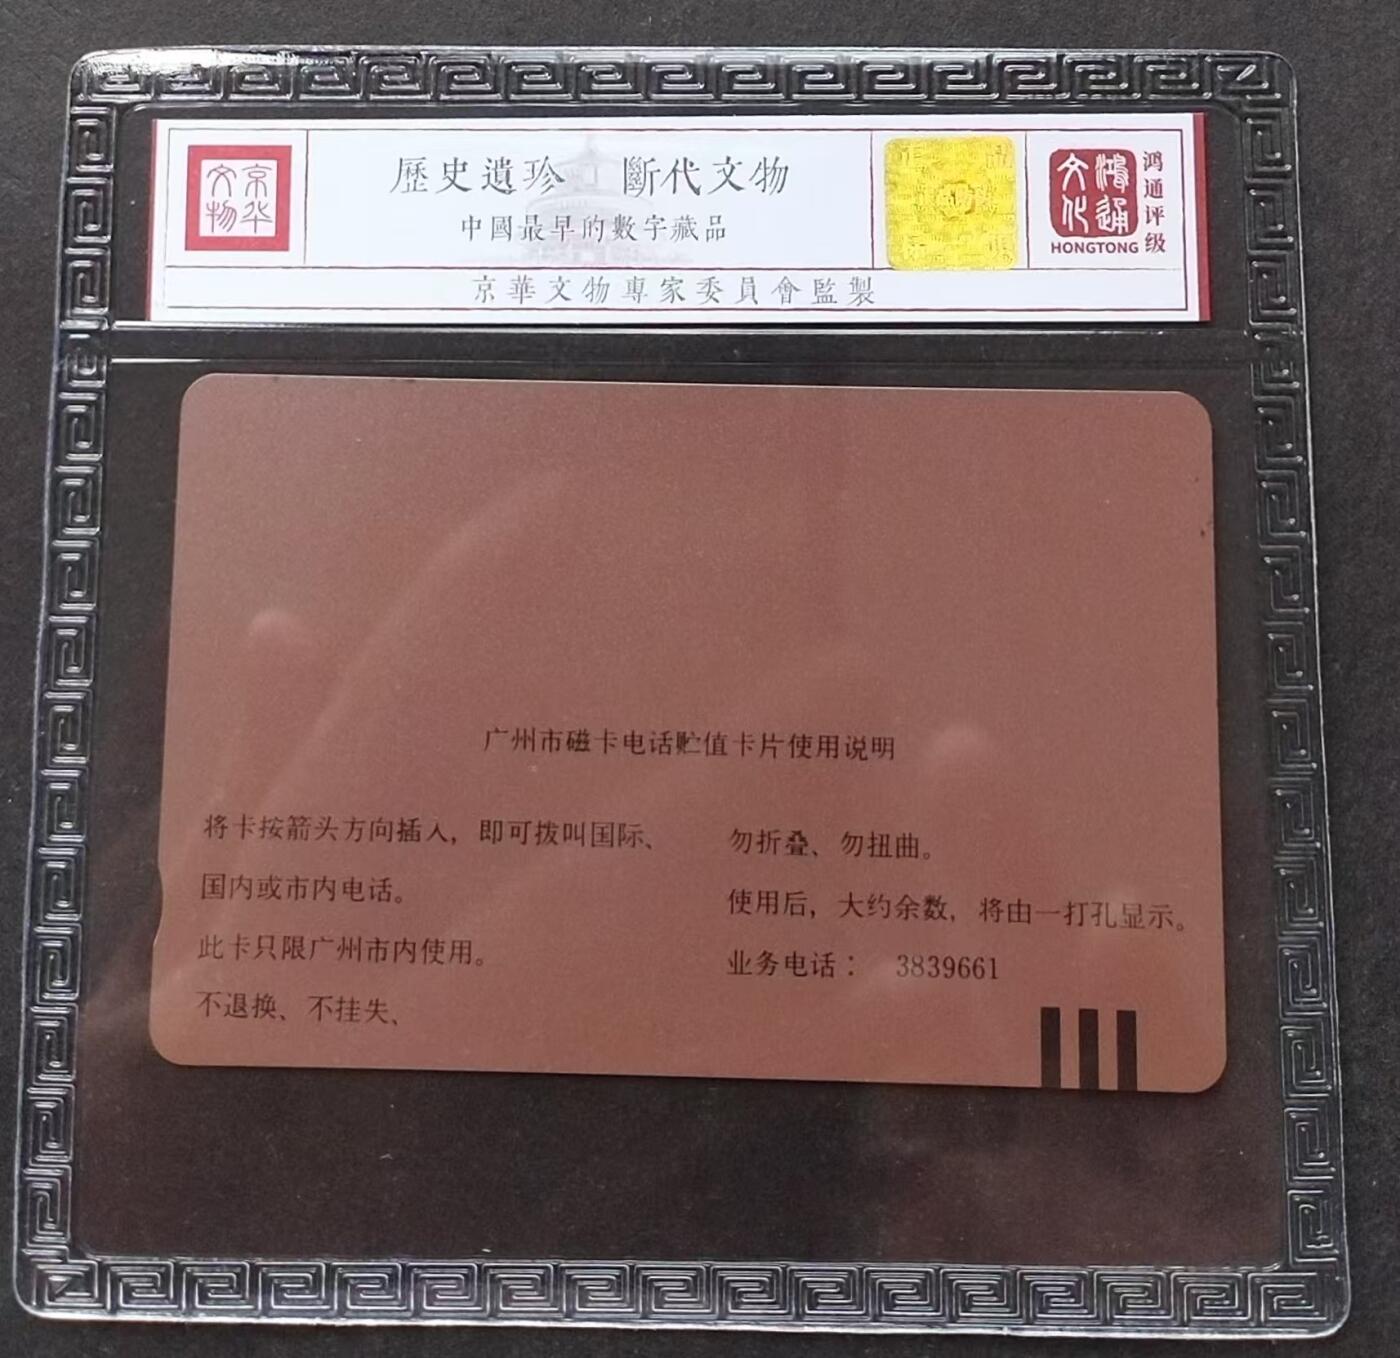 京华文物
歷史遺珍 斷代文物
中國最早的數字藏品
京華文物專家委員會監製
鴻通文化
HONGTONG
鸿通评级
广州市磁卡电话贮值卡片使用说明
将卡按箭头方向插入，即可拨叫国际、
国内或市内电话。
此卡只限广州市内使用。
不退换、不挂失、
勿折叠、勿扭曲。
使用后，大约余数，将由一打孔显示。
业务电话： 3839661